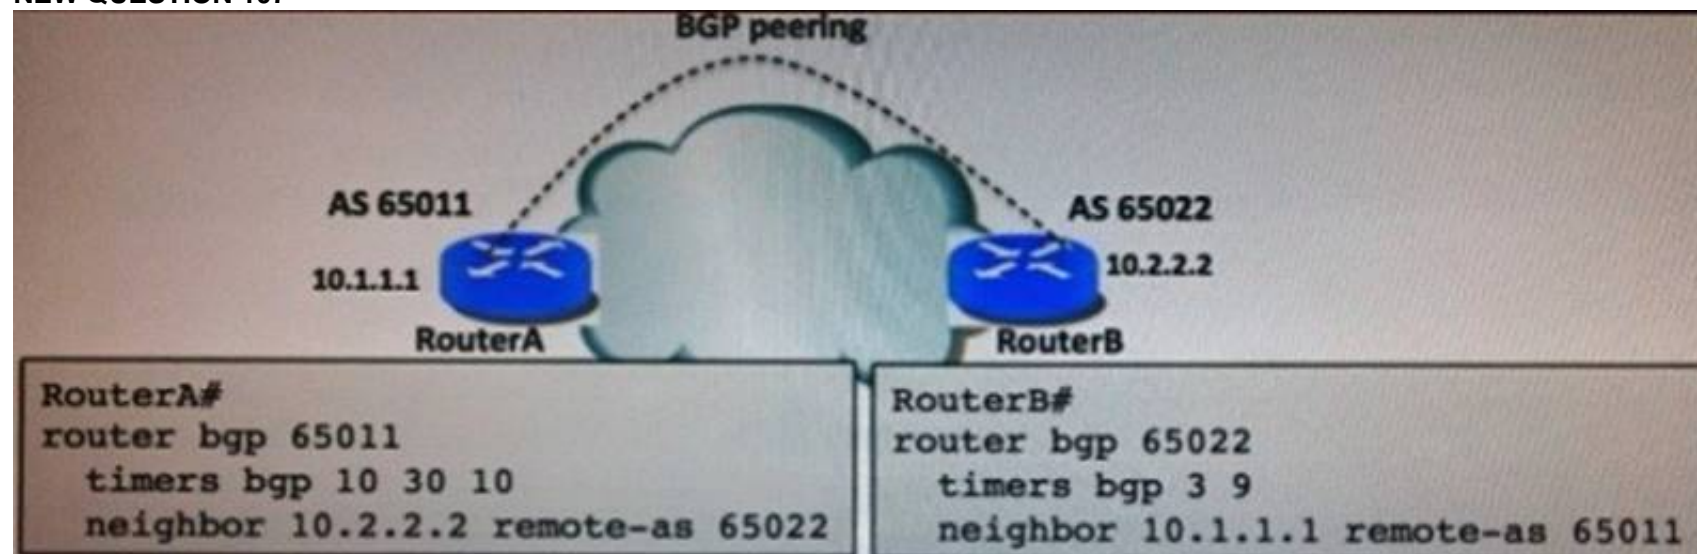 BGP peering
AS 65011
AS 65022
10.1.1.1
10.2.2.2
RouterA
RouterB
RouterA#
router bgp 65011
timers bgp 10 30 10
neighbor 10.2.2.2 remote-as 65022
RouterB#
router bgp 65022
timers bgp 3 9
neighbor 10.1.1.1 remote-as 65011